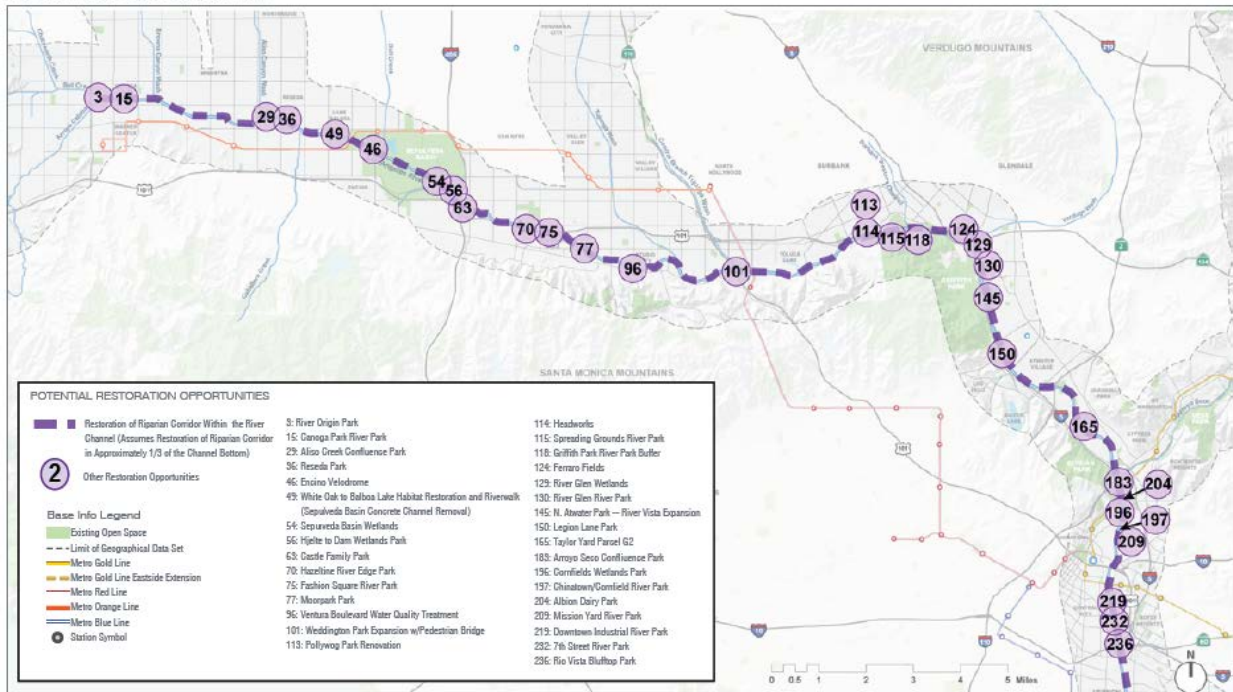 3
15
29
36
49
46
54
56
63
70
75
77
96
101
113
114
115
118
124
129
130
145
150
165
183
204
196
197
209
219
232
236
VERDUGO MOUNTAINS
BURBANK
GLENDALE
SANTA MONICA MOUNTAINS
101
101
POTENTIAL RESTORATION OPPORTUNITIES
Restoration of Riparian Corridor Within the River
Channel (Assumes Restoration of Riparian Corridor
in Approximately 1/3 of the Channel Bottom)
2
Other Restoration Opportunities
Base Info Legend
Existing Open Space
Limit of Geographical Data Set
Metro Gold Line
Metro Gold Line Eastside Extension
Metro Red Line
Metro Orange Line
Metro Blue Line
Station Symbol
3: River Origin Park
15: Canoga Park River Park
29: Aliso Creek Confluence Park
36: Reseda Park
46: Encino Velodrome
49: White Oak to Balboa Lake Habitat Restoration and Riverwalk
(Sepulveda Basin Concrete Channel Removal)
54: Sepurveda Basin Wetlands
56: Hjelte to Dam Wetlands Park
63: Castle Family Park
70: Hazeltine River Edge Park
75: Fashion Square River Park
77: Moorpark Park
96: Ventura Boulevard Water Quality Treatment
101: Weddington Park Expansion w/Pedestrian Bridge
113: Pollywog Park Renovation
114: Headworks
115: Spreading Grounds River Park
118: Griffith Park River Park Buffer
124: Ferraro Fields
129: River Glen Wetlands
130: River Glen River Park
145: N. Atwater Park — River Vista Expansion
150: Legion Lane Park
165: Taylor Yard Parcel G2
183: Arroyo Seco Confluence Park
196: Cornfields Wetlands Park
197: Chinatown/Cornfield River Park
204: Albion Dairy Park
209: Mission Yard River Park
219: Downtown Industrial River Park
232: 7th Street River Park
236: Rio Vista Blufftop Park
0 0.5 1 2 3 4 5 Miles
N